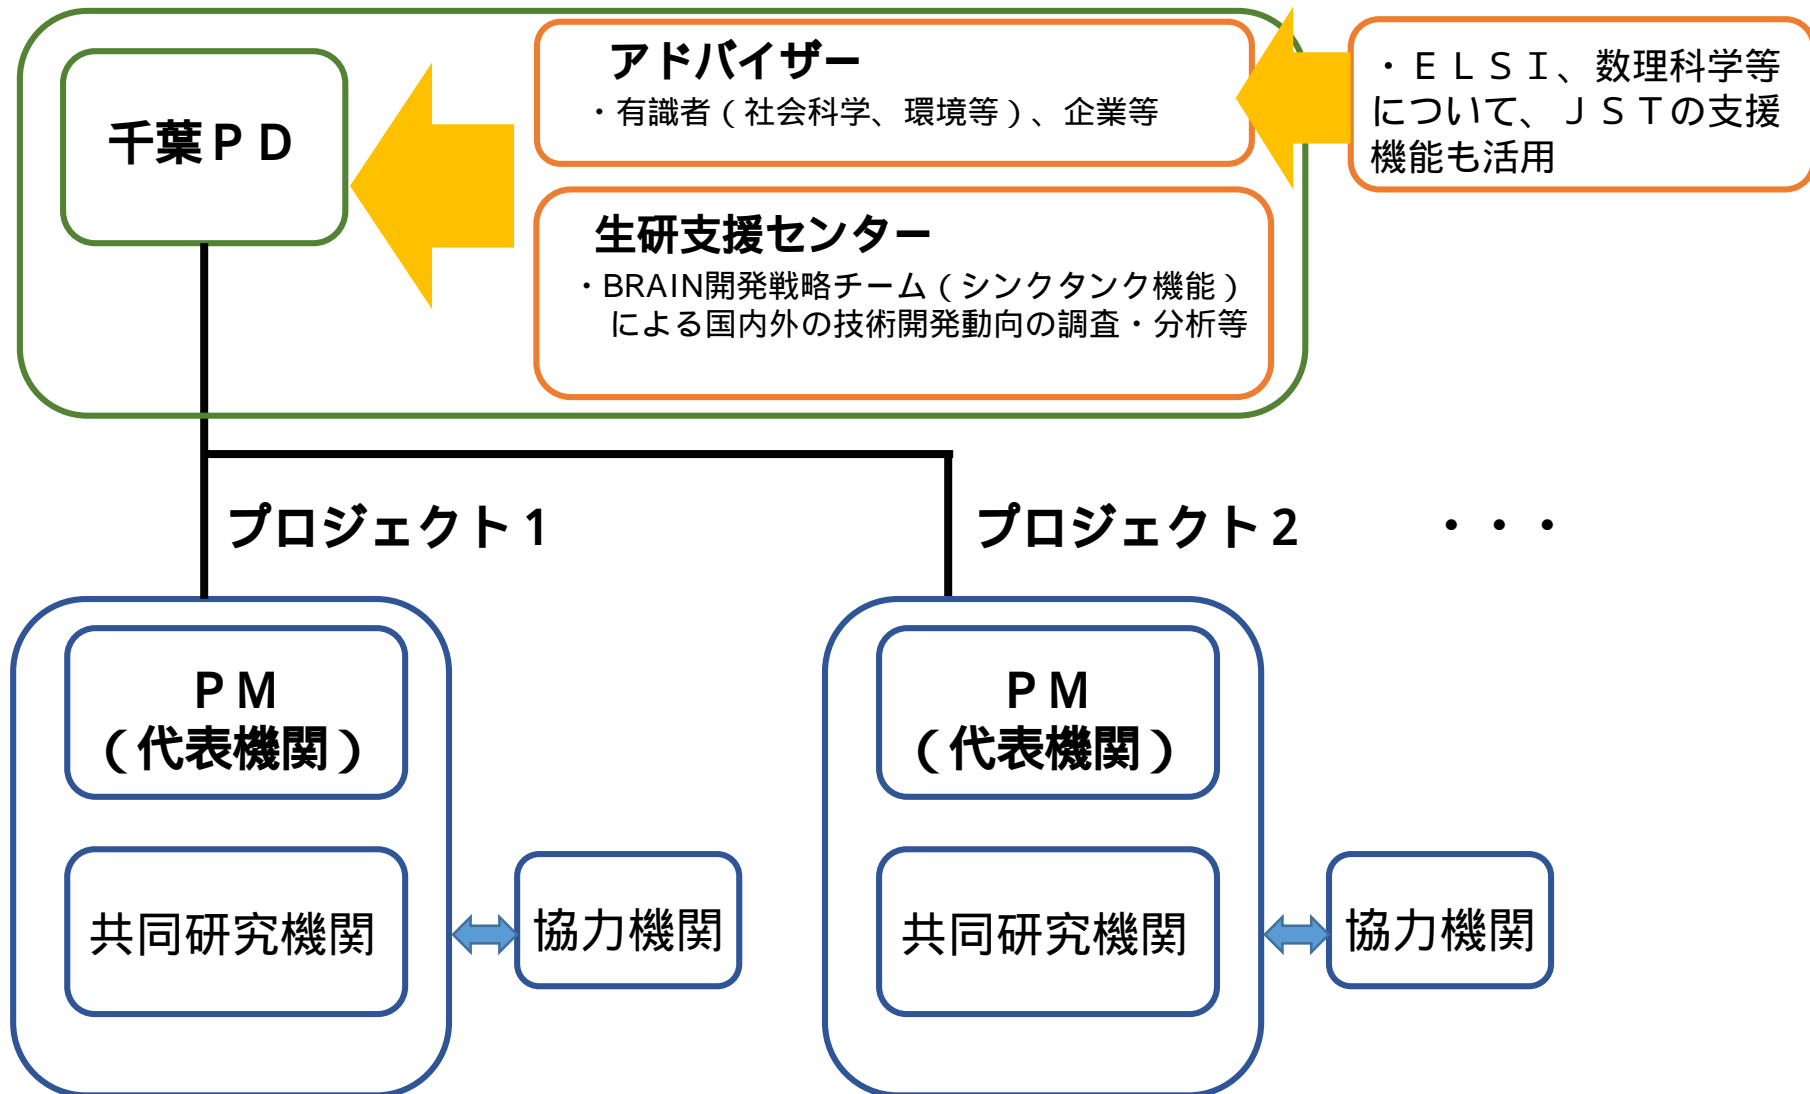 千葉ＰＤ
アドバイザー
・有識者（社会科学、環境等）、企業等
・ＥＬＳＩ、数理科学等
について、ＪＳＴの支援
機能も活用
生研支援センター
・BRAIN開発戦略チーム（シンクタンク機能）
による国内外の技術開発動向の調査・分析等
プロジェクト１
プロジェクト２
・・・
ＰＭ
（代表機関）
共同研究機関
協力機関
ＰＭ
（代表機関）
共同研究機関
協力機関